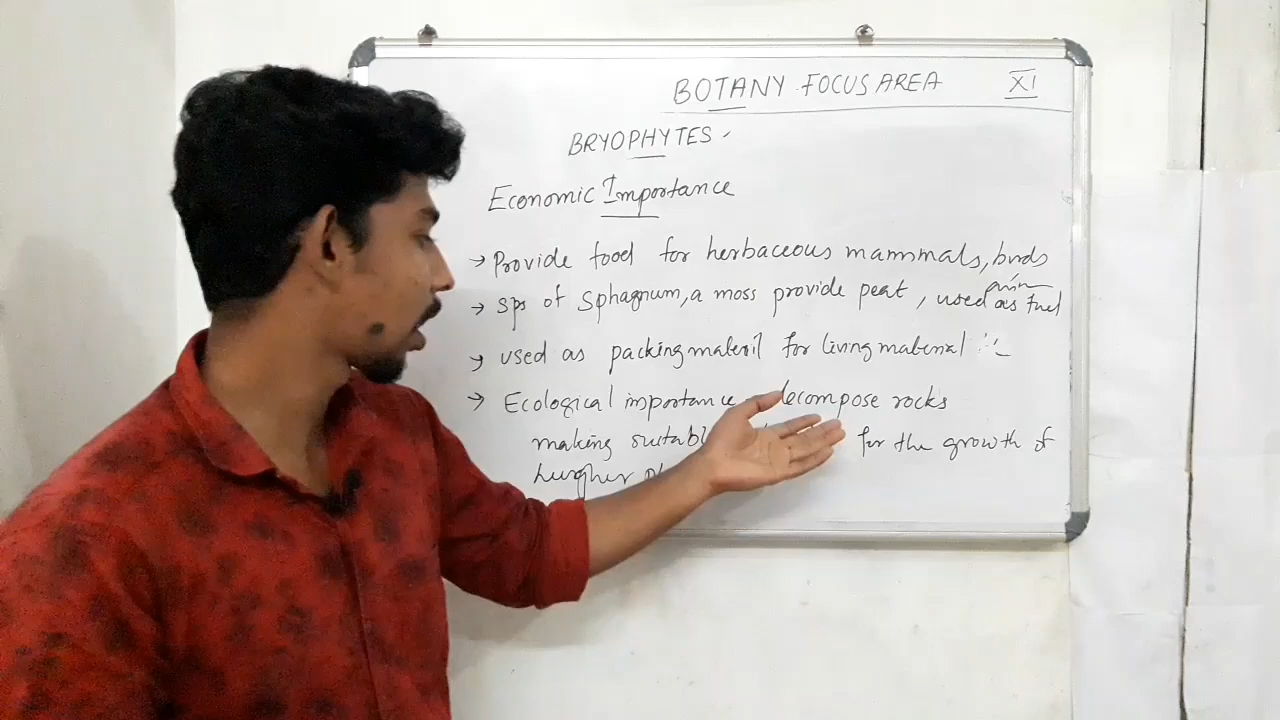 BOTANY FOCUS AREA XI
BRYOPHYTES
Economic Importance
→ Provide food for herbaceous mammals, birds
→ sps of Sphagnum, a moss provide peat, used as fuel
→ used as packing materil for living material
→ Ecological importance decompose rocks
making for the growth of
higher